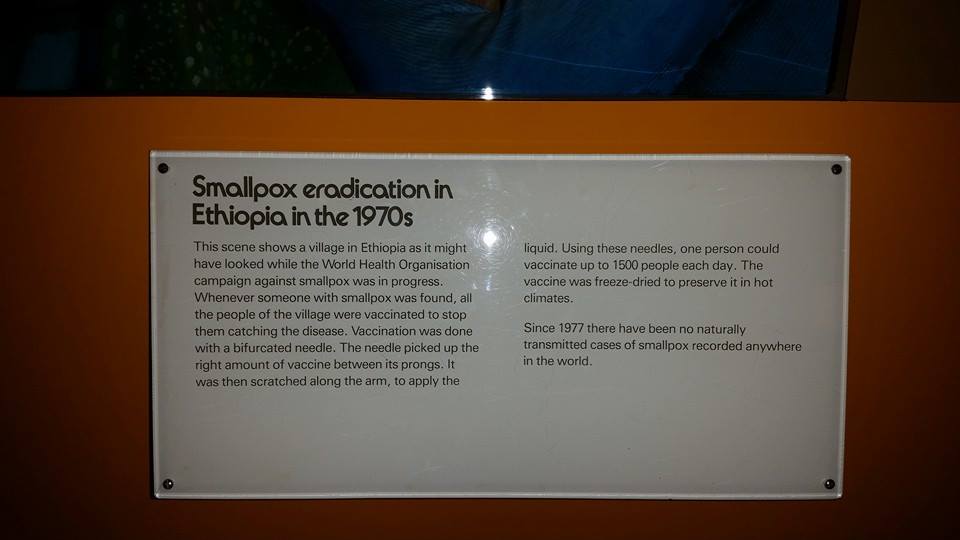 Smallpox eradication in
Ethiopia in the 1970s
This scene shows a village in Ethiopia as it might
have looked while the World Health Organisation
campaign against smallpox was in progress.
Whenever someone with smallpox was found, all
the people of the village were vaccinated to stop
them catching the disease. Vaccination was done
with a bifurcated needle. The needle picked up the
right amount of vaccine between its prongs. It
was then scratched along the arm, to apply the
liquid. Using these needles, one person could
vaccinate up to 1500 people each day. The
vaccine was freeze-dried to preserve it in hot
climates.
Since 1977 there have been no naturally
transmitted cases of smallpox recorded anywhere
in the world.